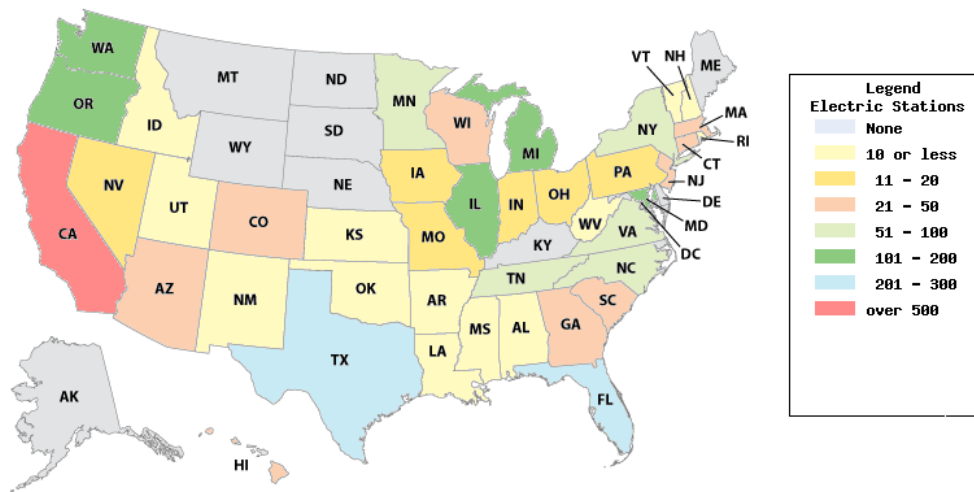 VT NH
ME
WA
MT
ND
OR
MN
MA
ID
SD
WI
NY
RI
WY
MI
CT
IA
PA
NE
NJ
NV
OH
DE
IL
IN
UT
WV
MD
CO
CA
VA
KS
MO
KY
DC
NC
TN
AZ
OK
NM
AR
SC
MS
AL
GA
LA
TX
AK
FL
HI
Legend
Electric Stations
None
10 or less
11 - 20
21 - 50
51 - 100
101 - 200
201 - 300
over 500